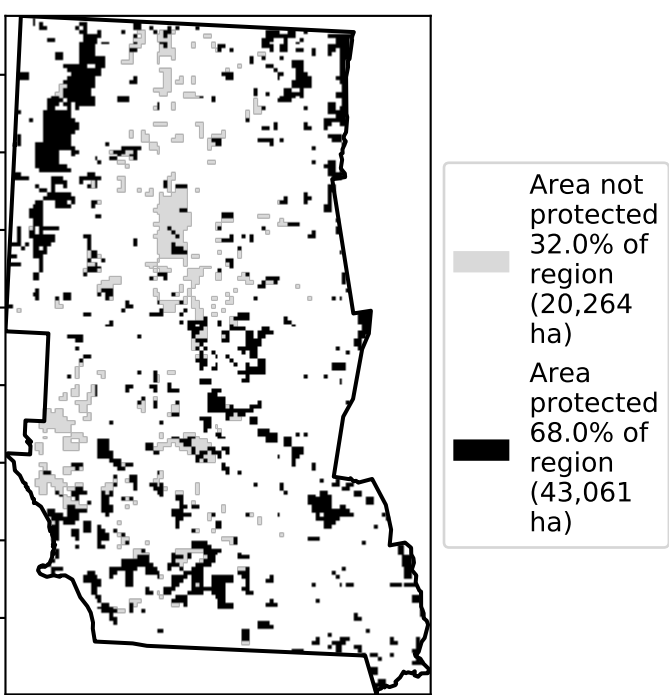 Area not
protected
32.0% of
region
(20,264
ha)
Area
protected
68.0% of
region
(43,061
ha)